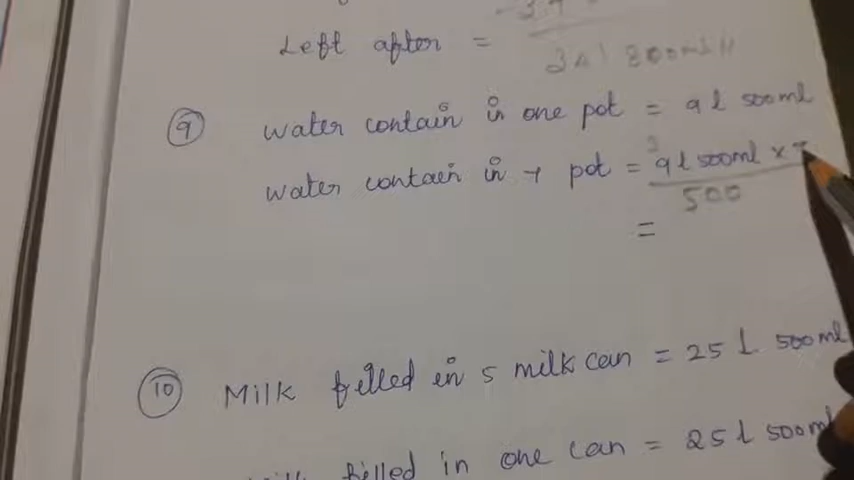 Left after =
(9) Water contain in one pot = 9 l 500ml
Water contain in 7 pot = 9 l 500ml ×
3
500
=
(10) Milk filled in 5 milk can = 25 L 500ml
filled in one can = 25 l 500ml